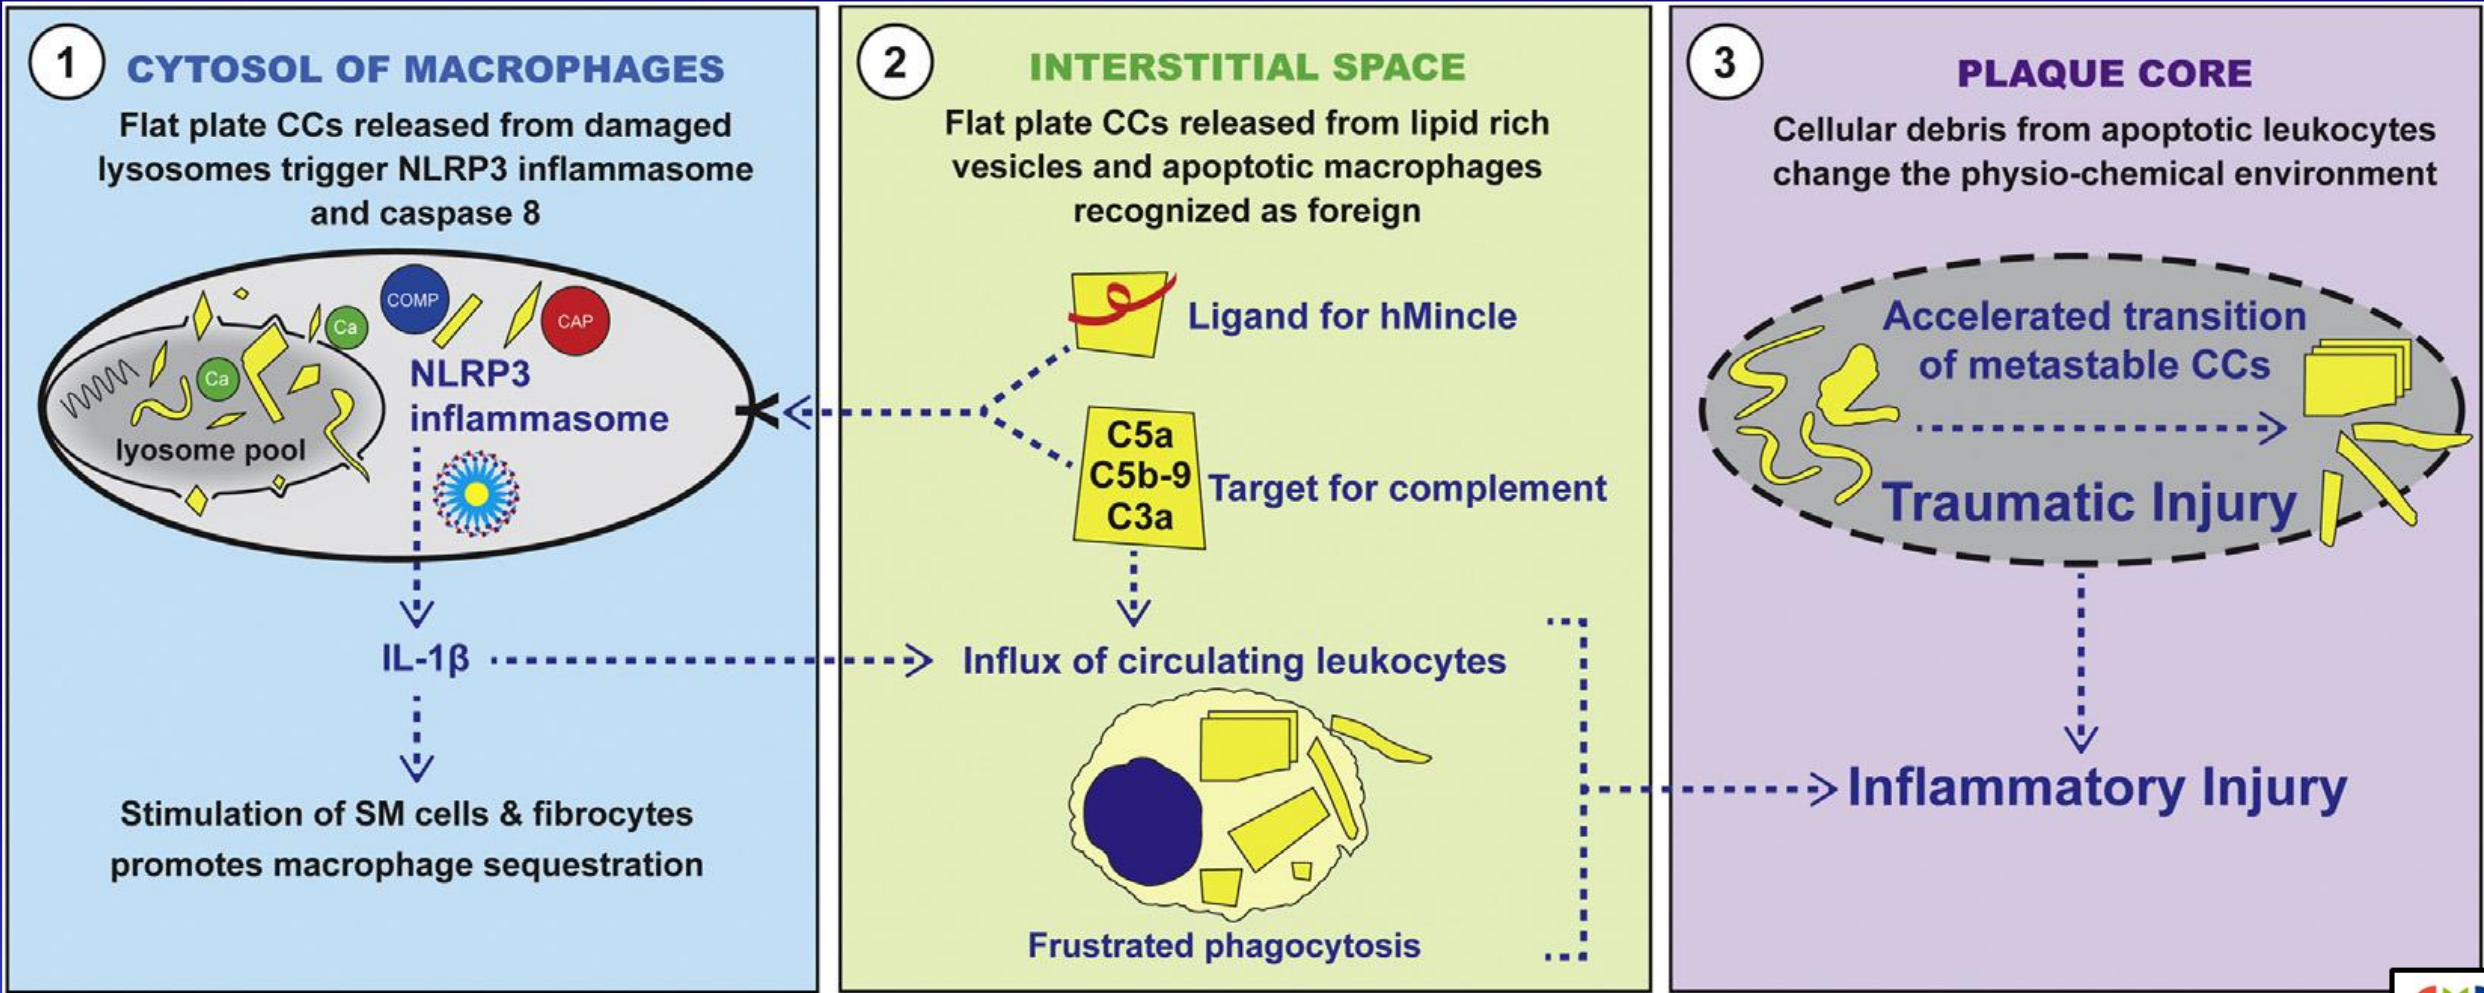 1
CYTOSOL OF MACROPHAGES
Flat plate CCs released from damaged
lysosomes trigger NLRP3 inflammasome
and caspase 8
COMP
Ca
CAP
Ca
NLRP3
inflammasome
lyosome pool
IL-1β
Stimulation of SM cells & fibrocytes
promotes macrophage sequestration
2
INTERSTITIAL SPACE
Flat plate CCs released from lipid rich
vesicles and apoptotic macrophages
recognized as foreign
Ligand for hMincle
C5a
C5b-9
C3a
Target for complement
Influx of circulating leukocytes
Frustrated phagocytosis
3
PLAQUE CORE
Cellular debris from apoptotic leukocytes
change the physio-chemical environment
Accelerated transition
of metastable CCs
Traumatic Injury
Inflammatory Injury